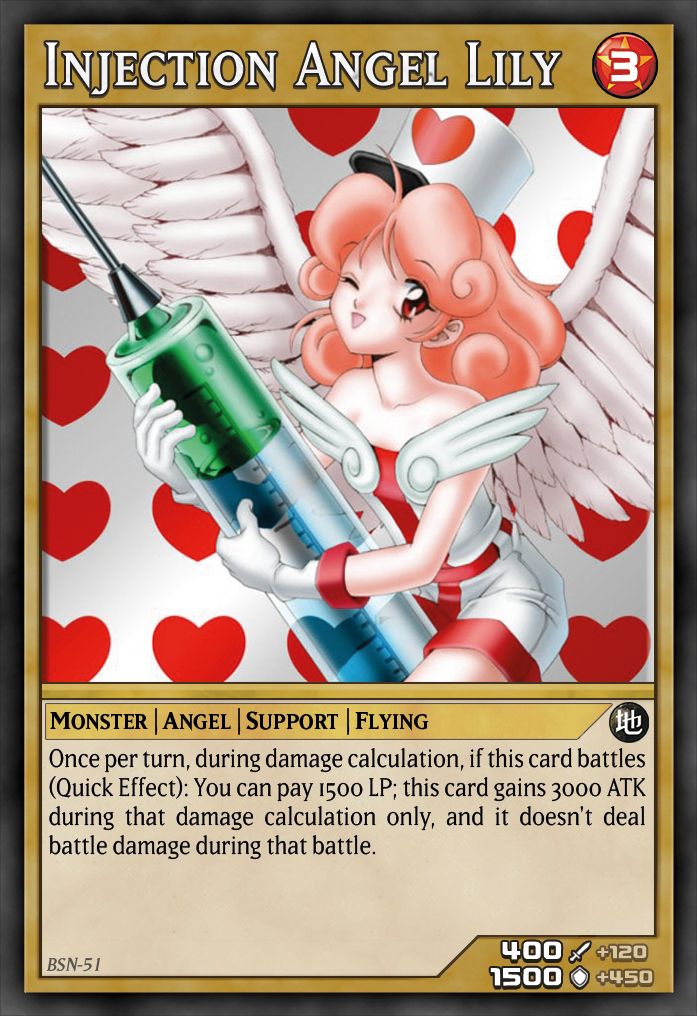 Injection Angel Lily 3
Monster | Angel | Support | Flying
Once per turn, during damage calculation, if this card battles
(Quick Effect): You can pay 1500 LP; this card gains 3000 ATK
during that damage calculation only, and it doesn't deal
battle damage during that battle.
400 +120
BSN-51
1500 +450